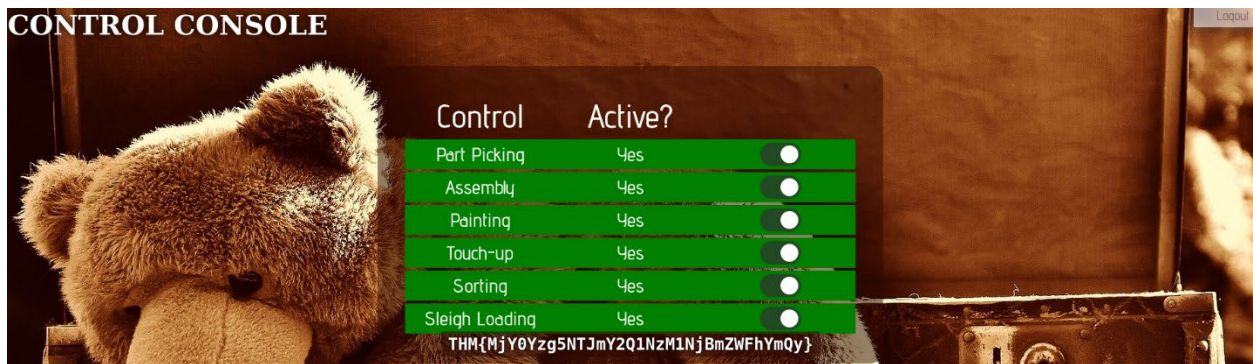 CONTROL CONSOLE
Logout
Control Active?
Part Picking Yes
Assembly Yes
Painting Yes
Touch-up Yes
Sorting Yes
Sleigh Loading Yes
THM{MjY0Yzg5NTJmY2Q1NzM1NjBmZWFhYmQy}